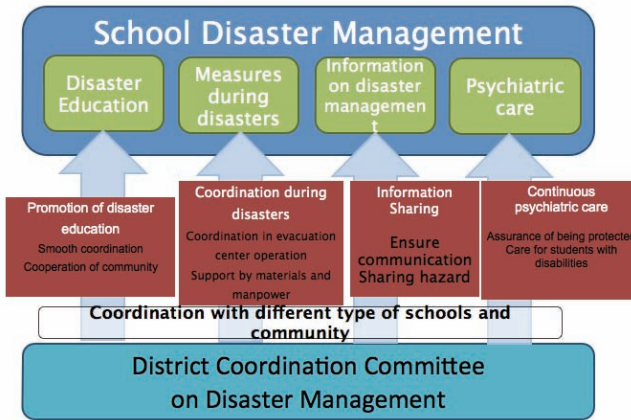 School Disaster Management
Disaster
Education
Measures
during
disasters
Information
on disaster
managemen
t
Psychiatric
care
Promotion of disaster
education
Smooth coordination
Cooperation of community
Coordination during
disasters
Coordination in evacuation
center operation
Support by materials and
manpower
Information
Sharing
Ensure
communication
Sharing hazard
Continuous
psychiatric care
Assurance of being protected
Care for students with
disabilities
Coordination with different type of schools and
community
District Coordination Committee
on Disaster Management